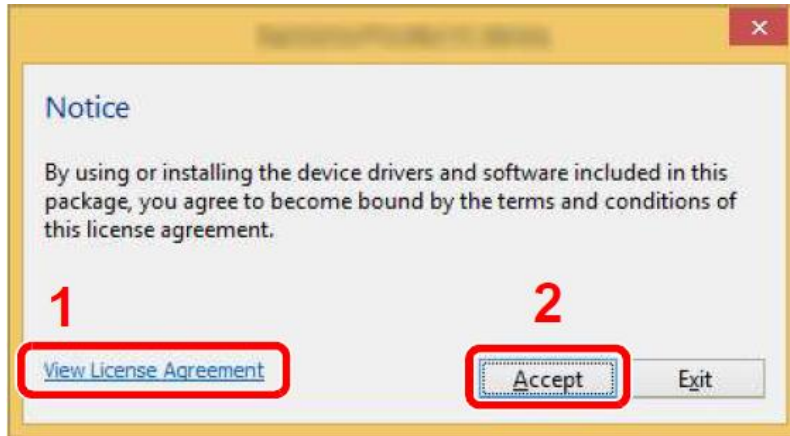 Notice
By using or installing the device drivers and software included in this
package, you agree to become bound by the terms and conditions of
this license agreement.
1
2
View License Agreement
Accept
Exit